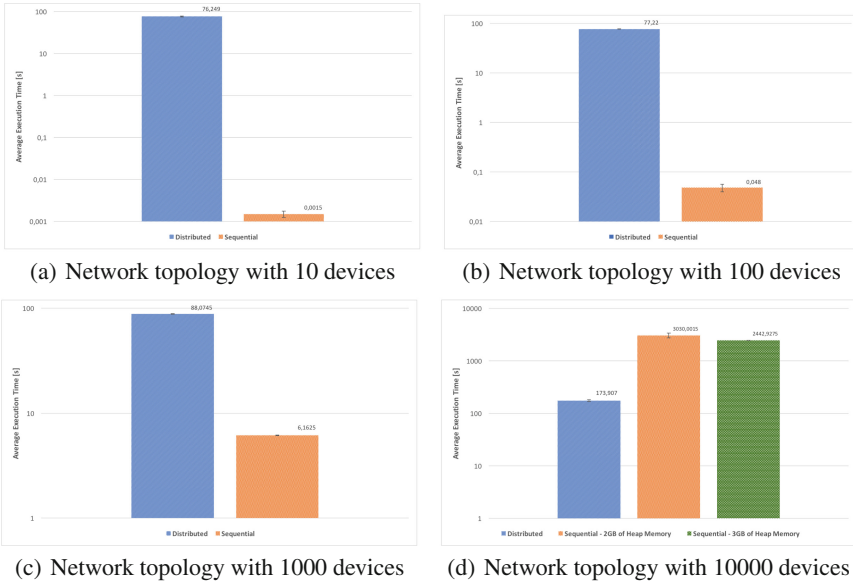 Average Execution Time [s]
100
100
1
0,1
0,01
0,001
76,249
0,0015
Distributed Sequential
(a) Network topology with 10 devices
Average Execution Time [s]
100
10
1
0,1
0,01
77,22
0,048
Distributed Sequential
(b) Network topology with 100 devices
Average Execution Time [s]
100
10
1
88,0745
6,1625
Distributed Sequential
(c) Network topology with 1000 devices
Average Execution Time [s]
10000
1000
100
10
1
173,907
3030,0015
2442,9275
Distributed Sequential - 2GB of Heap Memory Sequential - 3GB of Heap Memory
(d) Network topology with 10000 devices